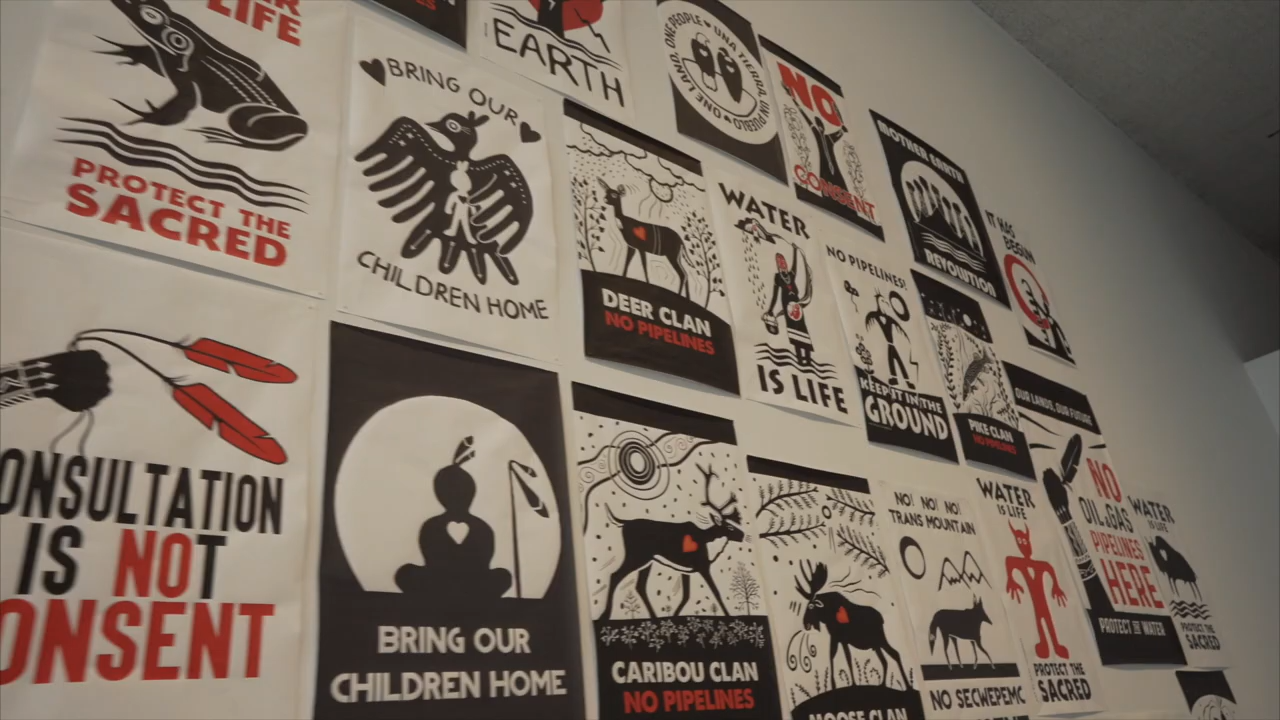 LIFE
PROTECT THE
SACRED
BRING OUR
CHILDREN HOME
EARTH
ONE LAND, ONE PEOPLE • UNA TIERRA, UN PUEBLO •
NO
CONSENT
MOTHER EARTH
REVOLUTION
IT HAS
BEGUN
DEER CLAN
NO PIPELINES
WATER
IS LIFE
NO PIPELINES!
KEEP IT IN THE
GROUND
PIKE CLAN
NO PIPELINES
OUR LANDS, OUR FUTURE
NO
OIL & GAS
PIPELINES
HERE
PROTECT THE WATER
WATER
IS LIFE
PROTECT THE
SACRED
ONSULTATION
IS NOT
ONSENT
BRING OUR
CHILDREN HOME
CARIBOU CLAN
NO PIPELINES
MOOSE CLAN
NO! NO! NO!
TRANS MOUNTAIN
NO SECWEPEMC
WATER
IS LIFE
PROTECT THE
SACRED